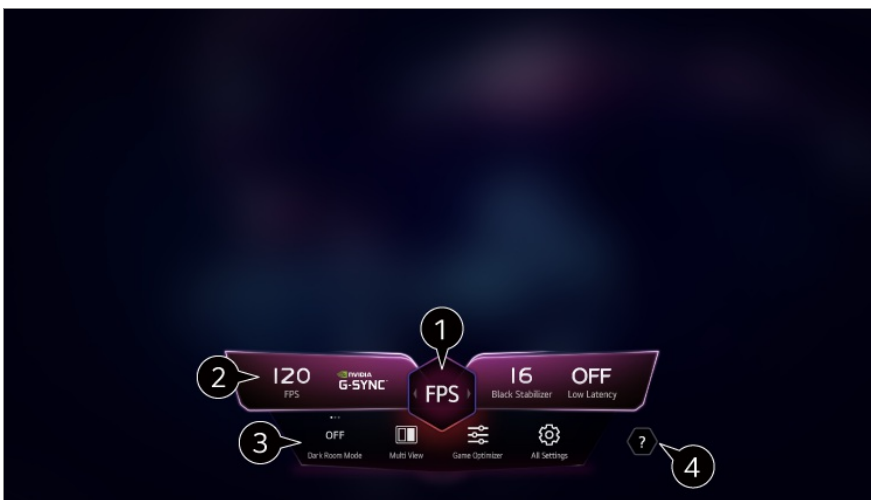 1
2
120
FPS
NVIDIA
G-SYNC
FPS
16
Black Stabilizer
OFF
Low Latency
3
OFF
Dark Room Mode
Multi View
Game Optimizer
All Settings
?
4